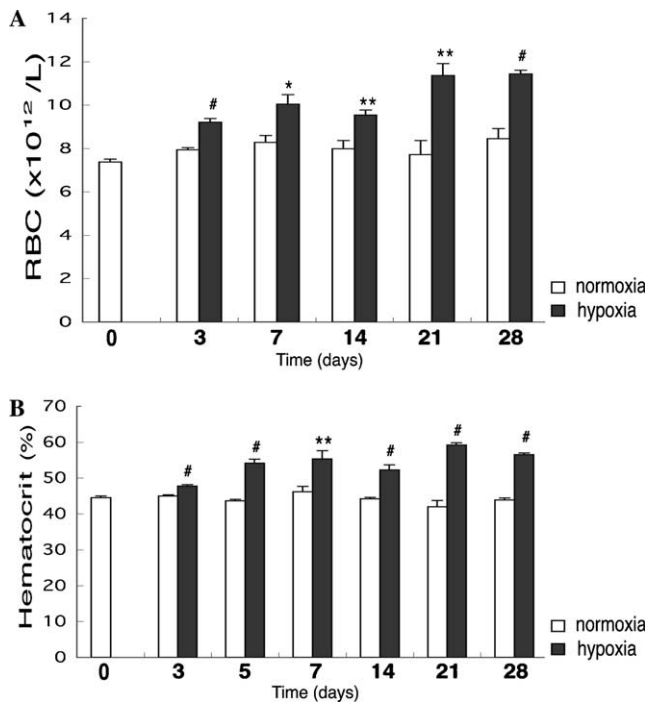 A
14
12
10
8
6
4
2
0
RBC (x10¹² /L)
#
*
**
**
#
0 3 7 14 21 28
Time (days)
normoxia
hypoxia
B
70
60
50
40
30
20
10
0
Hematocrit (%)
#
#
**
#
#
#
0 3 5 7 14 21 28
Time (days)
normoxia
hypoxia